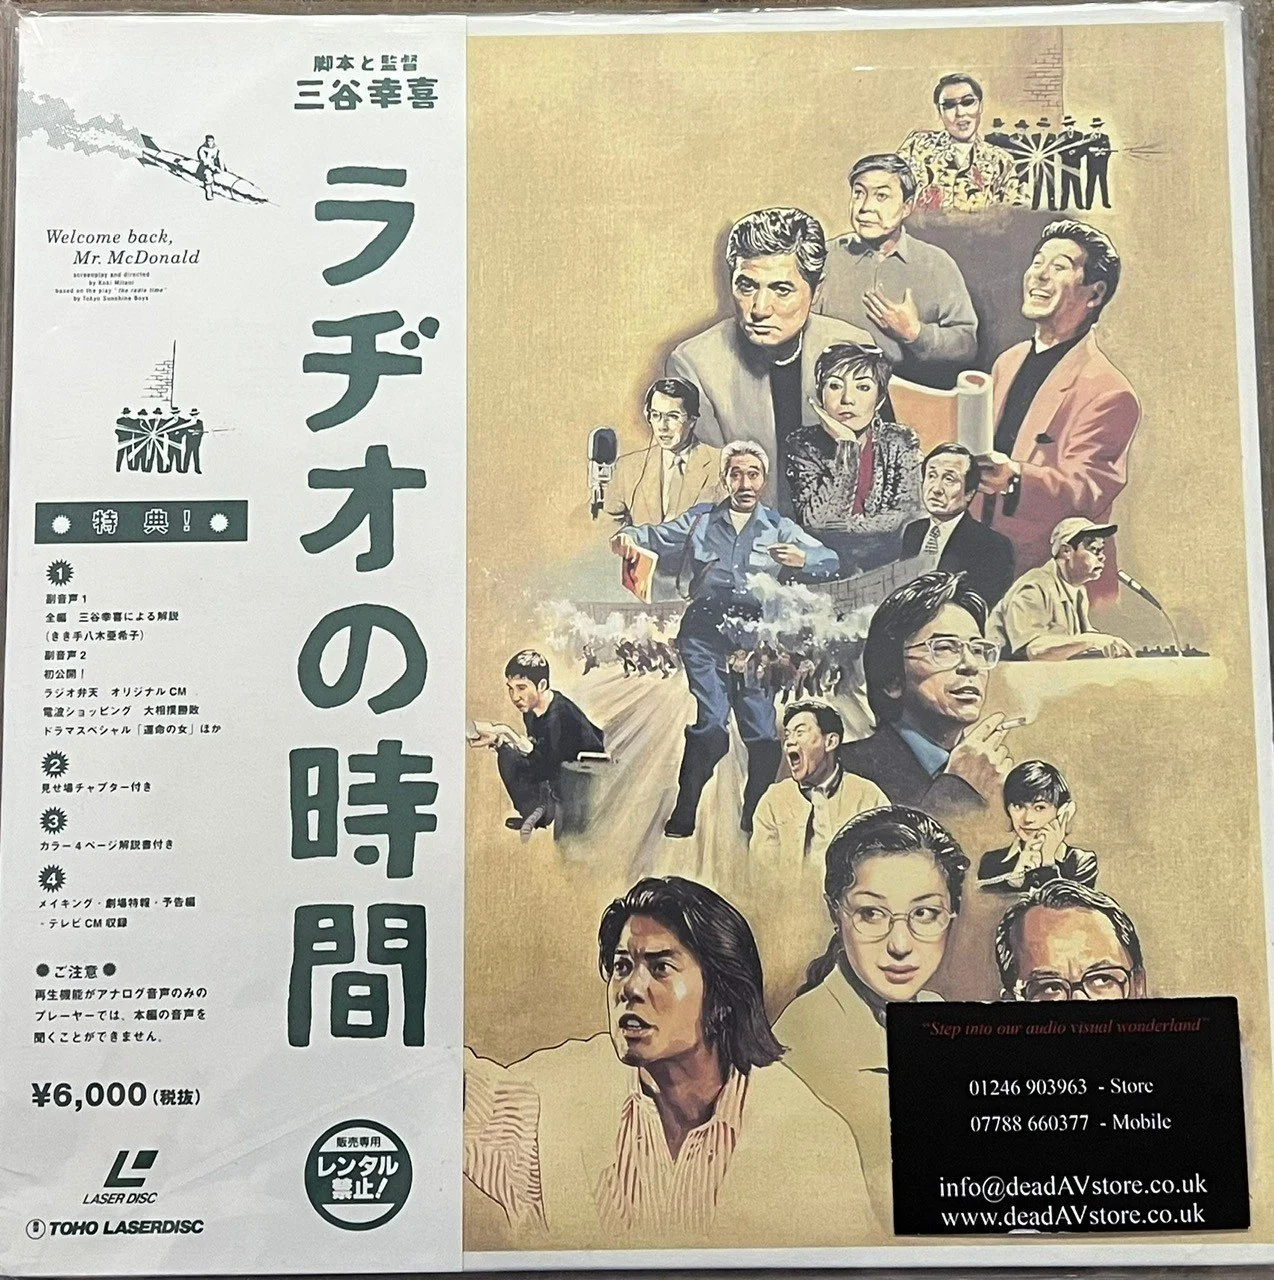 脚本と監督
三谷幸喜
ラヂオの時間
Welcome back,
Mr. McDonald
screenplay and directed
by Koki Mitani
based on the play "the radio time"
by Tokyo Sunshine Boys
特典!
1
副音声1
全編 三谷幸喜による解説
(きき手八木亜希子)
副音声2
初公開!
ラジオ弁天 オリジナルCM
電波ショッピング 大相撲勝敗
ドラマスペシャル「運命の女」ほか
2
見せ場チャプター付き
3
カラー4ページ解説書付き
4
メイキング・劇場特報・予告編
・テレビCM収録
●ご注意●
再生機能がアナログ音声のみの
プレーヤーでは、本編の音声を
聞くことができません。
¥6,000(税抜)
LASER DISC
TOHO LASERDISC
販売専用
レンタル
禁止!
"Step into our audio visual wonderland"
01246 903963 - Store
07788 660377 - Mobile
info@deadAVstore.co.uk
www.deadAVstore.co.uk